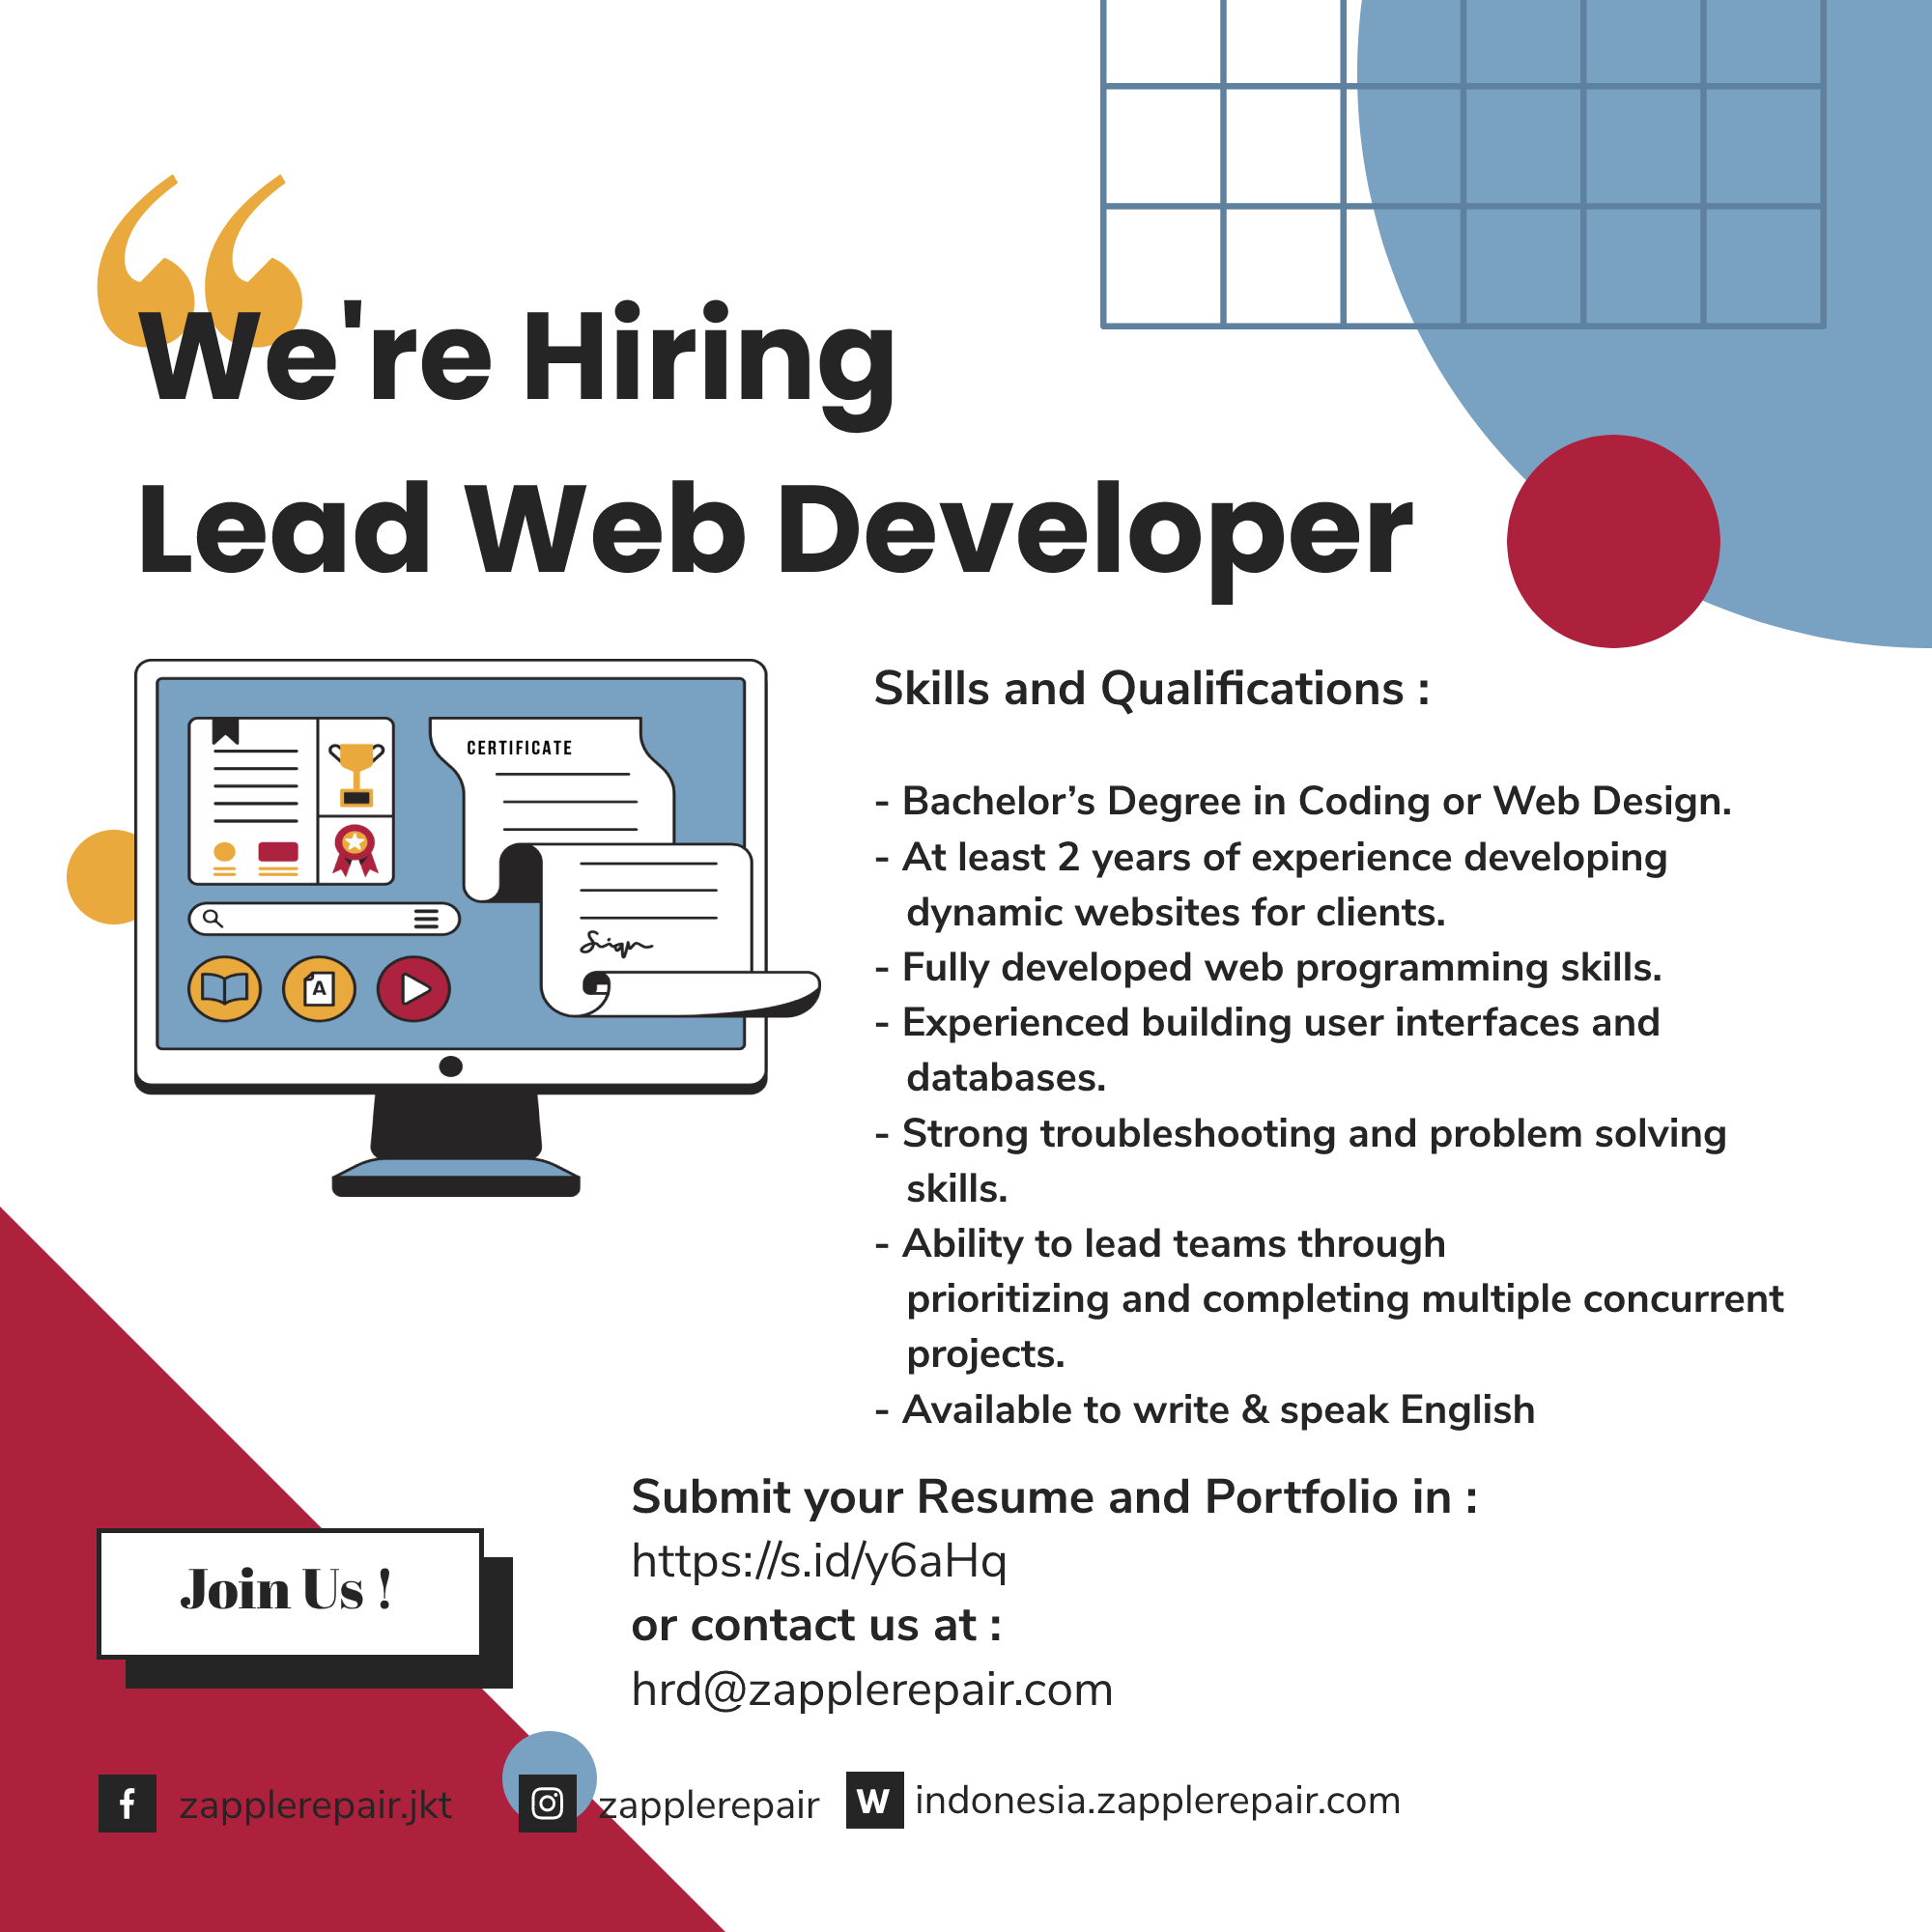 We're Hiring
Lead Web Developer
CERTIFICATE
Sign
A
Skills and Qualifications :
- Bachelor’s Degree in Coding or Web Design.
- At least 2 years of experience developing
dynamic websites for clients.
- Fully developed web programming skills.
- Experienced building user interfaces and
databases.
- Strong troubleshooting and problem solving
skills.
- Ability to lead teams through
prioritizing and completing multiple concurrent
projects.
- Available to write & speak English
Submit your Resume and Portfolio in :
https://s.id/y6aHq
or contact us at :
hrd@zapplerepair.com
Join Us !
zapplerepair.jkt
zapplerepair
W indonesia.zapplerepair.com